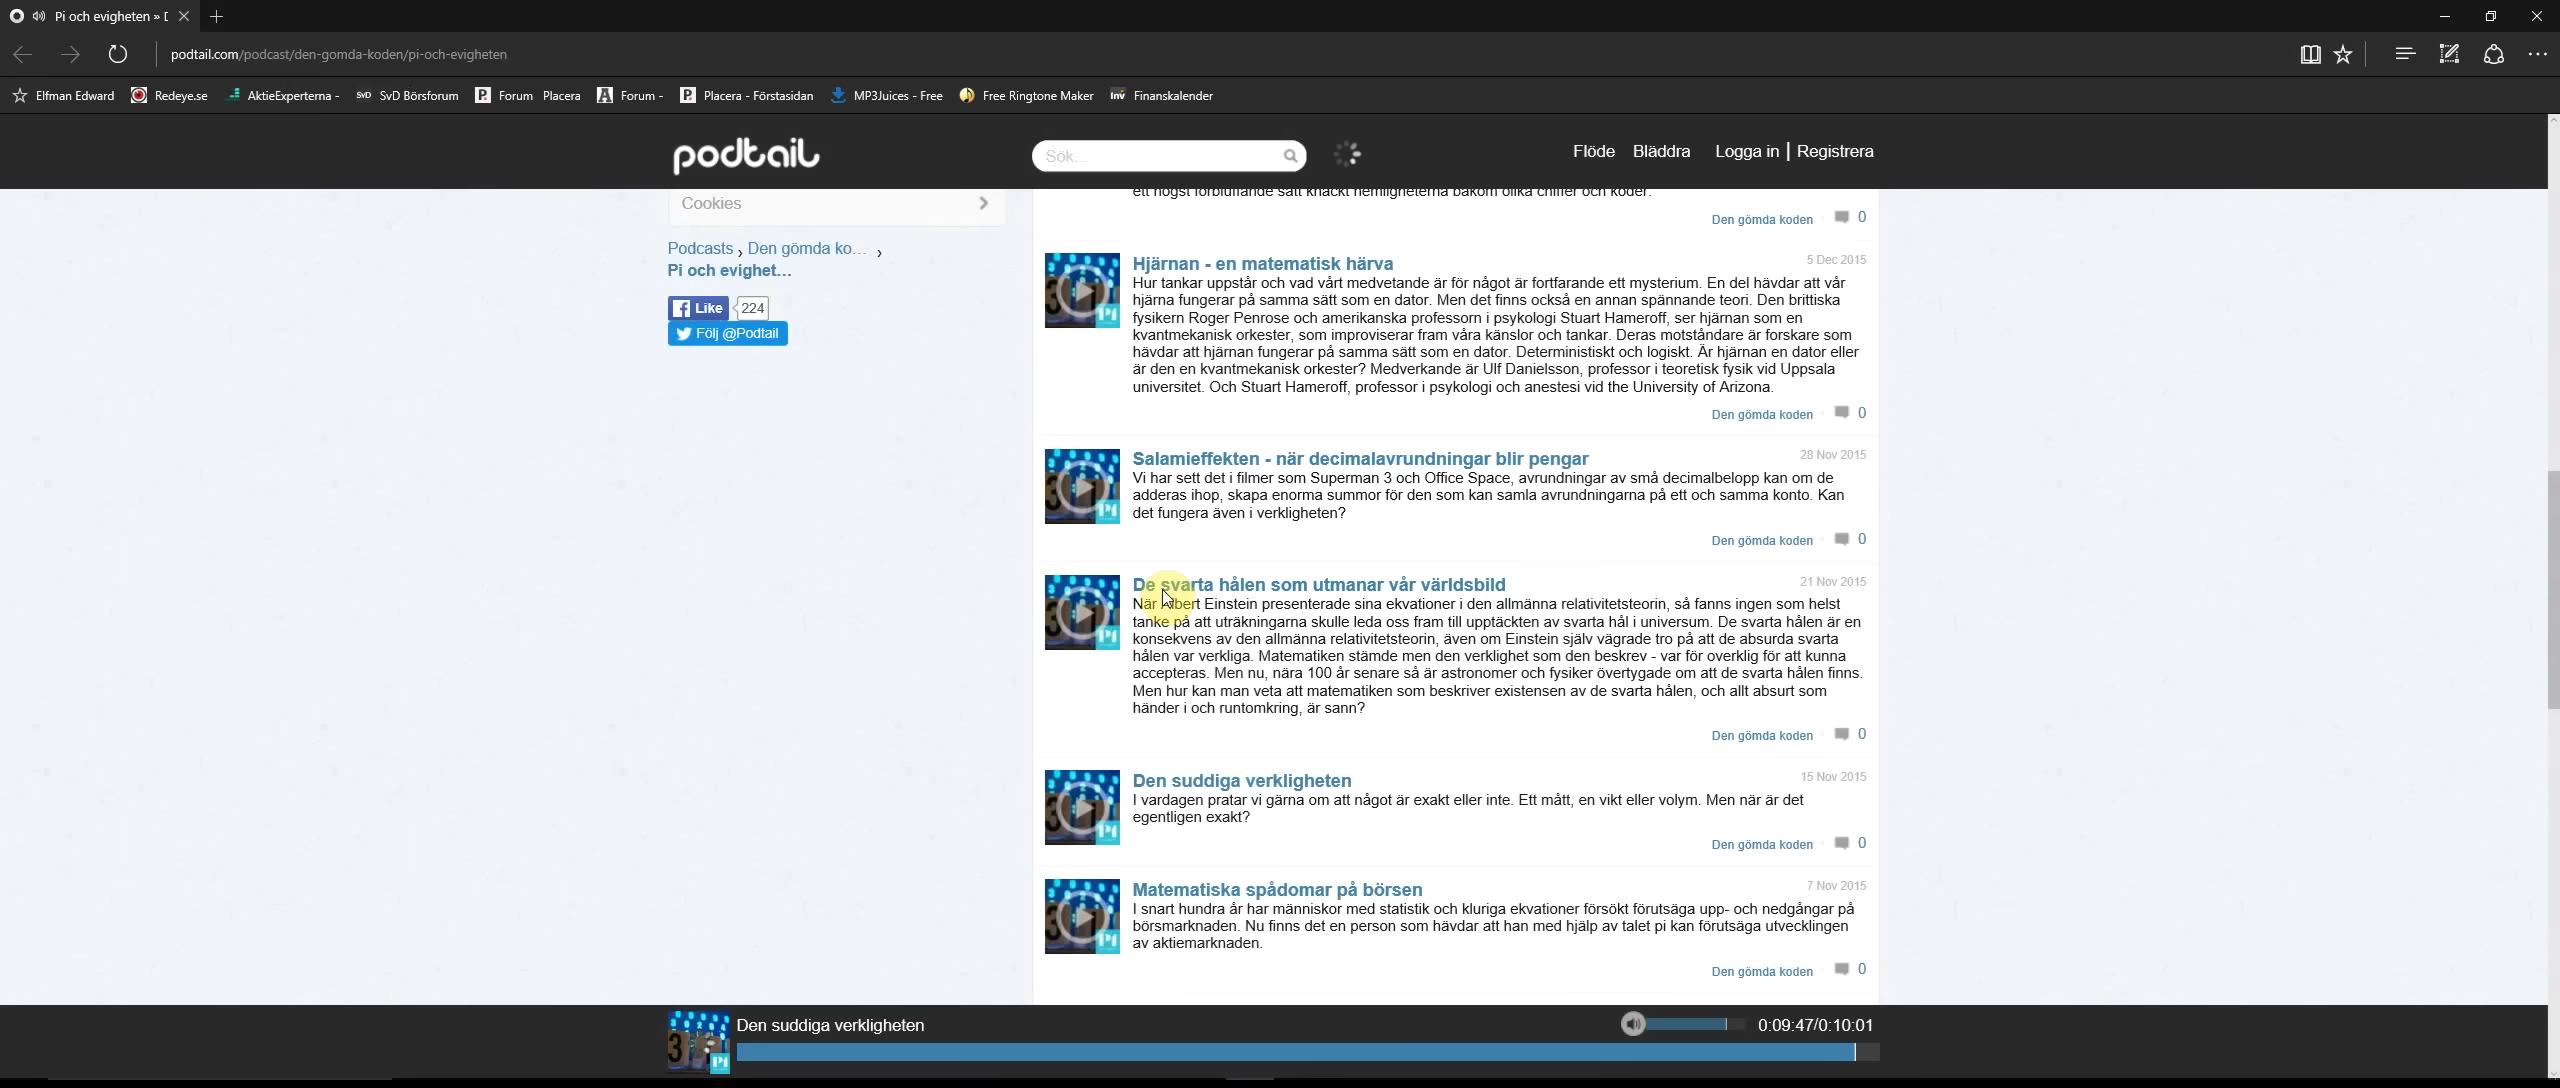 Pi och evigheten » D
podtail.com/podcast/den-gomda-koden/pi-och-evigheten
Elfman Edward Redeye.se AktieExperterna - SvD Börsforum Forum Placera Forum - Placera - Förstasidan MP3Juices - Free Free Ringtone Maker Finanskalender
podtail Sök... Flöde Bläddra Logga in | Registrera
Cookies
Podcasts › Den gömda ko... ›
Pi och evighet...
Like 224
Följ @Podtail
ett högst förbluffande sätt knäckt hemligheterna bakom olika chiffer och koder.
Den gömda koden 0
Hjärnan - en matematisk härva 5 Dec 2015
Hur tankar uppstår och vad vårt medvetande är för något är fortfarande ett mysterium. En del hävdar att vår
hjärna fungerar på samma sätt som en dator. Men det finns också en annan spännande teori. Den brittiska
fysikern Roger Penrose och amerikanska professorn i psykologi Stuart Hameroff, ser hjärnan som en
kvantmekanisk orkester, som improviserar fram våra känslor och tankar. Deras motståndare är forskare som
hävdar att hjärnan fungerar på samma sätt som en dator. Deterministiskt och logiskt. Är hjärnan en dator eller
är den en kvantmekanisk orkester? Medverkande är Ulf Danielsson, professor i teoretisk fysik vid Uppsala
universitet. Och Stuart Hameroff, professor i psykologi och anestesi vid the University of Arizona.
Den gömda koden 0
Salamieffekten - när decimalavrundningar blir pengar 28 Nov 2015
Vi har sett det i filmer som Superman 3 och Office Space, avrundningar av små decimalbelopp kan om de
adderas ihop, skapa enorma summor för den som kan samla avrundningarna på ett och samma konto. Kan
det fungera även i verkligheten?
Den gömda koden 0
De svarta hålen som utmanar vår världsbild 21 Nov 2015
När Albert Einstein presenterade sina ekvationer i den allmänna relativitetsteorin, så fanns ingen som helst
tanke på att uträkningarna skulle leda oss fram till upptäckten av svarta hål i universum. De svarta hålen är en
konsekvens av den allmänna relativitetsteorin, även om Einstein själv vägrade tro på att de absurda svarta
hålen var verkliga. Matematiken stämde men den verklighet som den beskrev - var för overklig för att kunna
accepteras. Men nu, nära 100 år senare så är astronomer och fysiker övertygade om att de svarta hålen finns.
Men hur kan man veta att matematiken som beskriver existensen av de svarta hålen, och allt absurt som
händer i och runtomkring, är sann?
Den gömda koden 0
Den suddiga verkligheten 15 Nov 2015
I vardagen pratar vi gärna om att något är exakt eller inte. Ett mått, en vikt eller volym. Men när är det
egentligen exakt?
Den gömda koden 0
Matematiska spådomar på börsen 7 Nov 2015
I snart hundra år har människor med statistik och kluriga ekvationer försökt förutsäga upp- och nedgångar på
börsmarknaden. Nu finns det en person som hävdar att han med hjälp av talet pi kan förutsäga utvecklingen
av aktiemarknaden.
Den gömda koden 0
Den suddiga verkligheten 0:09:47/0:10:01